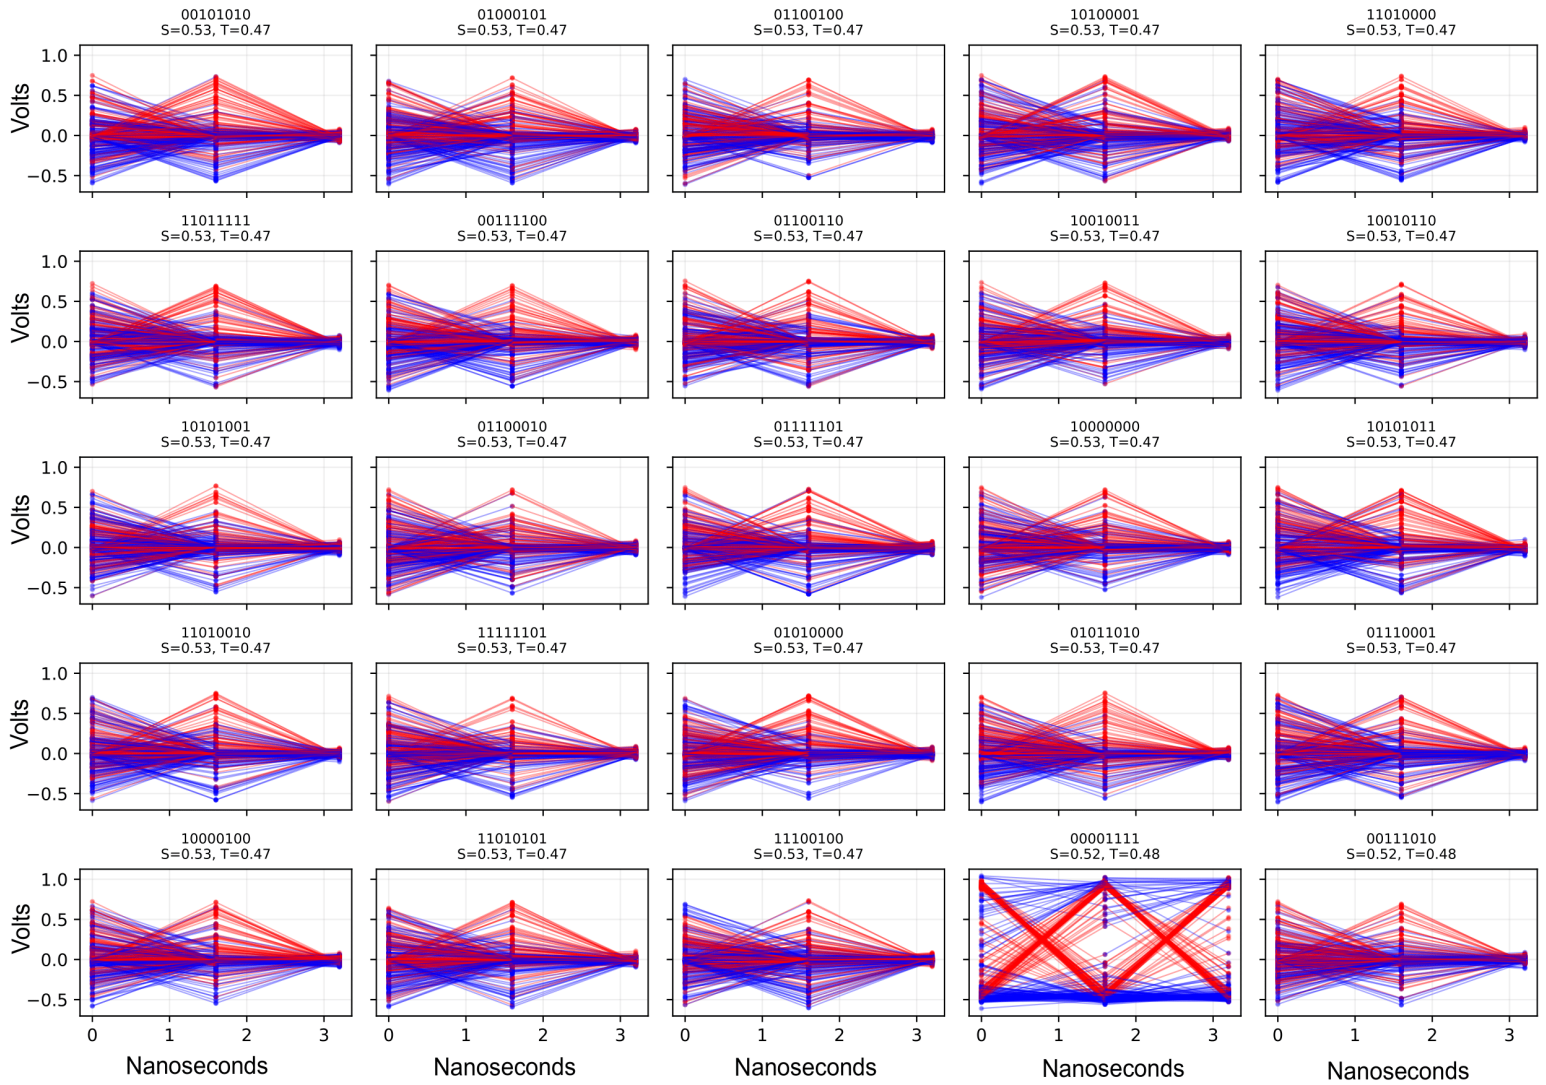 00101010 01000101 01100100 10100001 11010000
S=0.53, T=0.47 S=0.53, T=0.47 S=0.53, T=0.47 S=0.53, T=0.47 S=0.53, T=0.47
1.0
0.5
0.0
−0.5
Volts
11011111 00111100 01100110 10010011 10010110
S=0.53, T=0.47 S=0.53, T=0.47 S=0.53, T=0.47 S=0.53, T=0.47 S=0.53, T=0.47
1.0
0.5
0.0
−0.5
Volts
10101001 01100010 01111101 10000000 10101011
S=0.53, T=0.47 S=0.53, T=0.47 S=0.53, T=0.47 S=0.53, T=0.47 S=0.53, T=0.47
1.0
0.5
0.0
−0.5
Volts
11010010 11111101 01010000 01011010 01110001
S=0.53, T=0.47 S=0.53, T=0.47 S=0.53, T=0.47 S=0.53, T=0.47 S=0.53, T=0.47
1.0
0.5
0.0
−0.5
Volts
10000100 11010101 11100100 00001111 00111010
S=0.53, T=0.47 S=0.53, T=0.47 S=0.53, T=0.47 S=0.52, T=0.48 S=0.52, T=0.48
1.0
0.5
0.0
−0.5
Volts
0 1 2 3 0 1 2 3 0 1 2 3 0 1 2 3 0 1 2 3
Nanoseconds Nanoseconds Nanoseconds Nanoseconds Nanoseconds